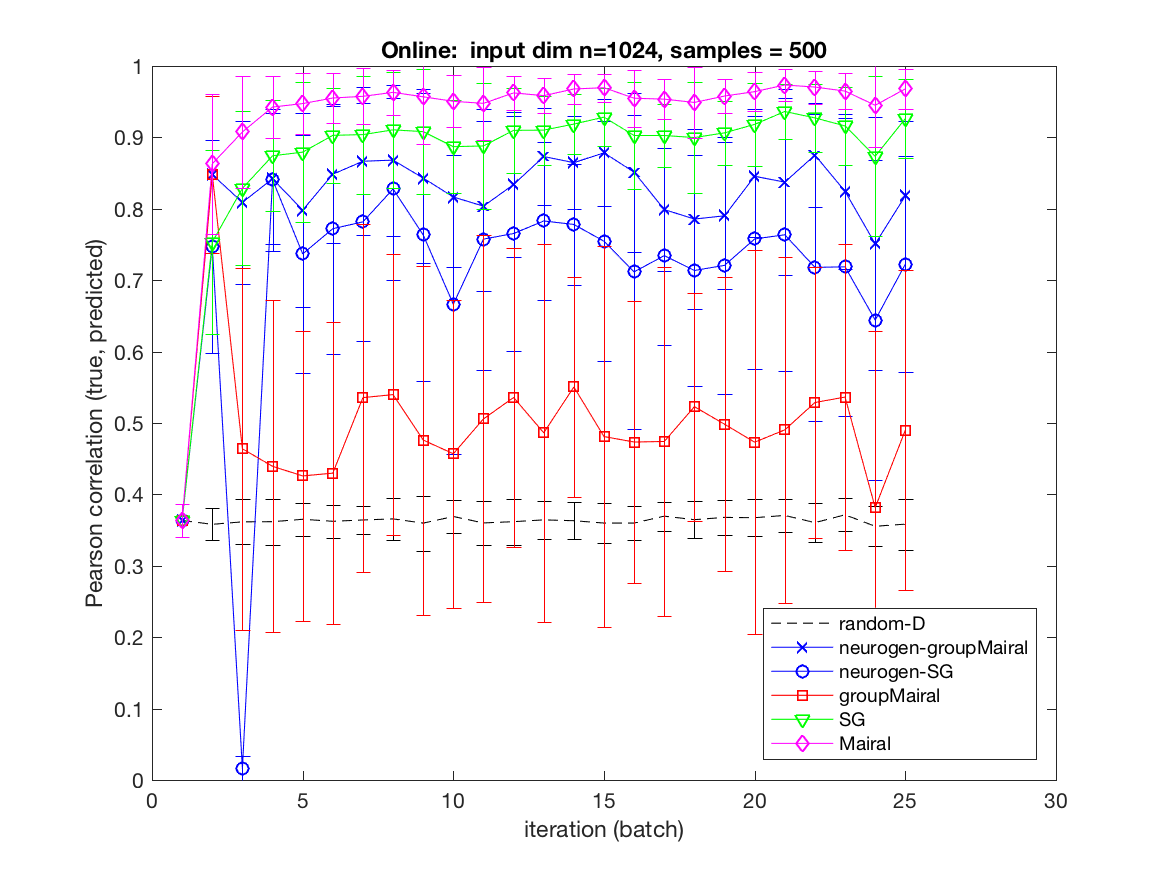 Online:  input dim n=1024, samples = 500
Pearson correlation (true, predicted)
1
0.9
0.8
0.7
0.6
0.5
0.4
0.3
0.2
0.1
0
0 5 10 15 20 25 30
iteration (batch)
random-D
neurogen-groupMairal
neurogen-SG
groupMairal
SG
Mairal